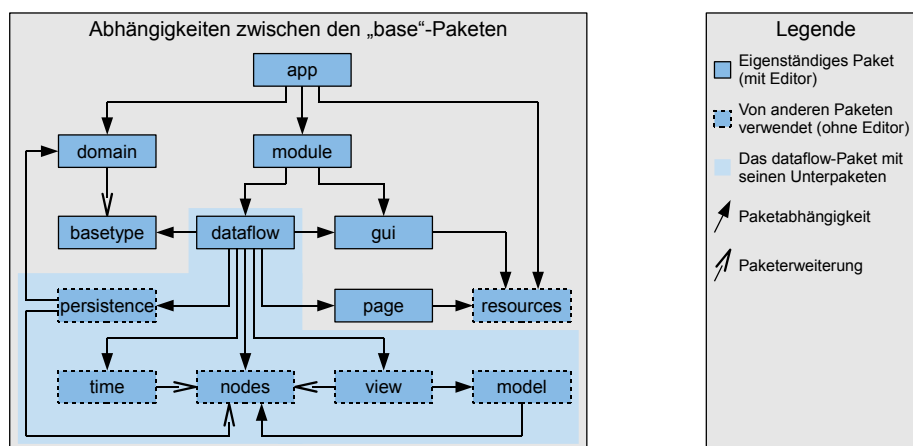 Abhängigkeiten zwischen den „base“-Paketen
app
domain
module
basetype
dataflow
gui
persistence
page
resources
time
nodes
view
model
Legende
Eigenständiges Paket
(mit Editor)
Von anderen Paketen
verwendet (ohne Editor)
Das dataflow-Paket mit
seinen Unterpaketen
Paketabhängigkeit
Paketerweiterung